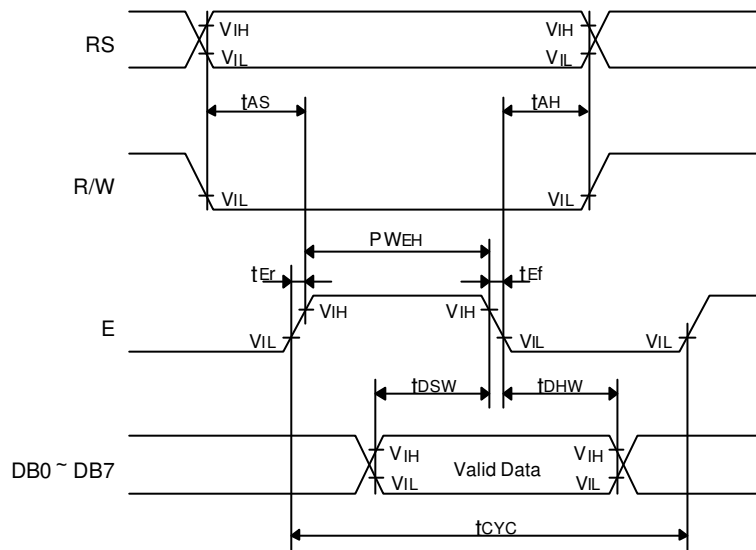 RS
VIH
VIL
VIH
VIL
tAS
tAH
R/W
VIL
VIL
PWEH
tEr
tEf
E
VIH
VIH
VIL
VIL
VIL
tDSW
tDHW
DB0 ~ DB7
VIH
VIL
Valid Data
VIH
VIL
tCYC